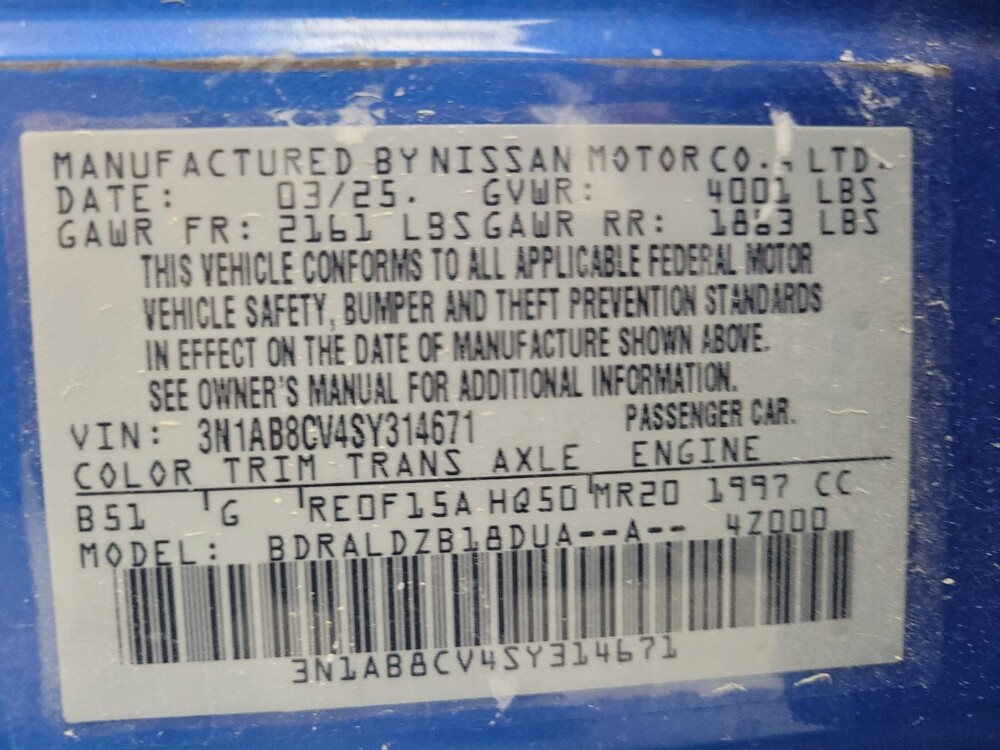 MANUFACTURED BY NISSAN MOTOR CO., LTD.
DATE: 03/25. GVWR: 4001 LBS
GAWR FR: 2161 LBS GAWR RR: 1863 LBS
THIS VEHICLE CONFORMS TO ALL APPLICABLE FEDERAL MOTOR
VEHICLE SAFETY, BUMPER AND THEFT PREVENTION STANDARDS
IN EFFECT ON THE DATE OF MANUFACTURE SHOWN ABOVE.
SEE OWNER'S MANUAL FOR ADDITIONAL INFORMATION.
VIN: 3N1AB8CV4SY314671 PASSENGER CAR.
COLOR TRIM TRANS AXLE ENGINE
B51 G RE0F15A HQ50 MR20 1997 CC
MODEL: BDRALDZB18DUA--A-- 4Z000
3N1AB8CV4SY314671